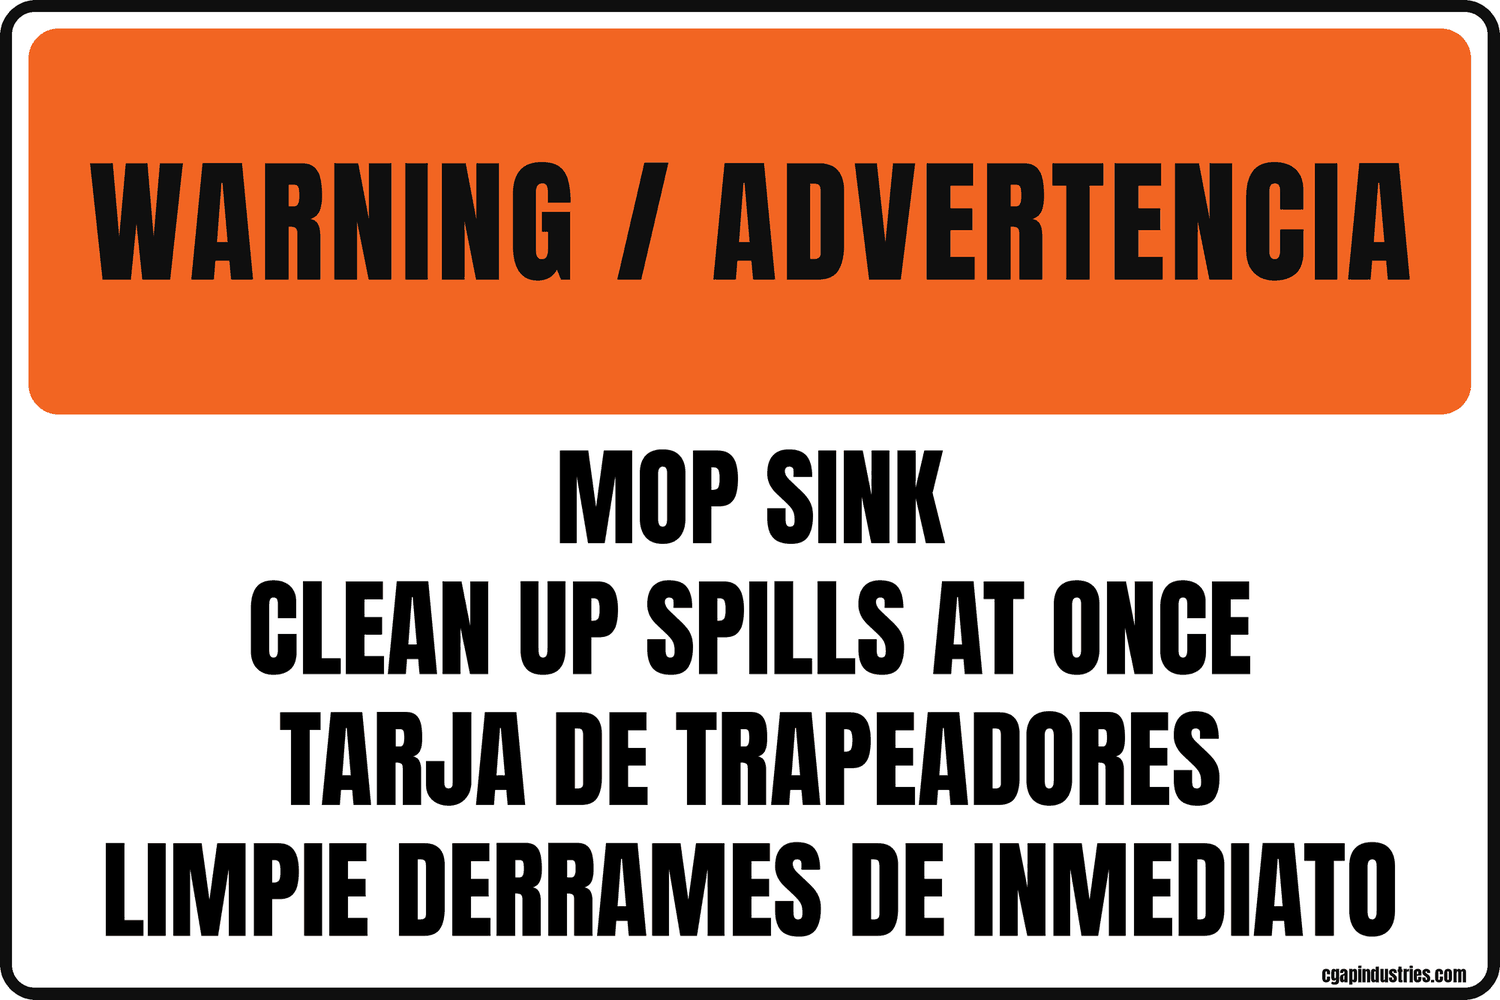 WARNING / ADVERTENCIA
MOP SINK
CLEAN UP SPILLS AT ONCE
TARJA DE TRAPEADORES
LIMPIE DERRAMES DE INMEDIATO
cgapindustries.com